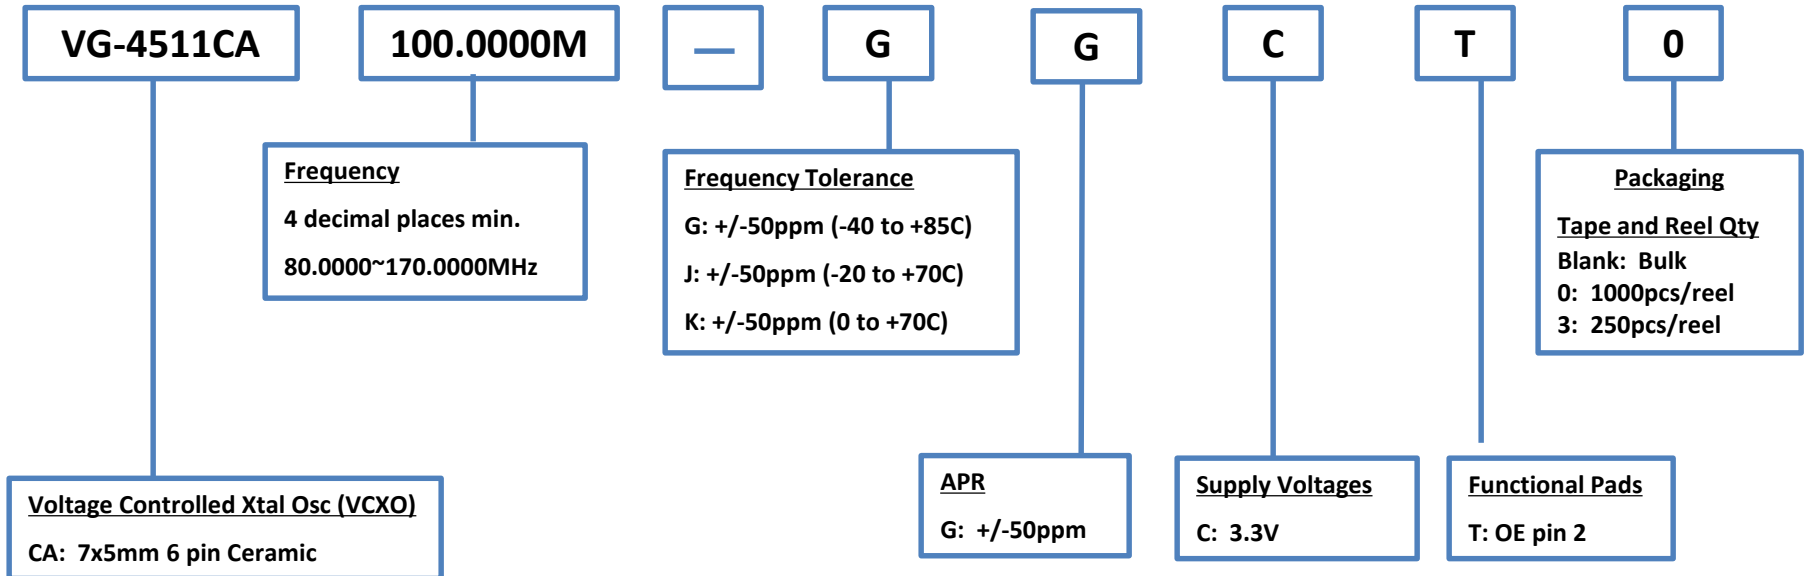 VG-4511CA
100.0000M
—
G
G
C
T
0
Frequency
4 decimal places min.
80.0000~170.0000MHz
Frequency Tolerance
G: +/-50ppm (-40 to +85C)
J: +/-50ppm (-20 to +70C)
K: +/-50ppm (0 to +70C)
Packaging
Tape and Reel Qty
Blank: Bulk
0: 1000pcs/reel
3: 250pcs/reel
Voltage Controlled Xtal Osc (VCXO)
CA: 7x5mm 6 pin Ceramic
APR
G: +/-50ppm
Supply Voltages
C: 3.3V
Functional Pads
T: OE pin 2